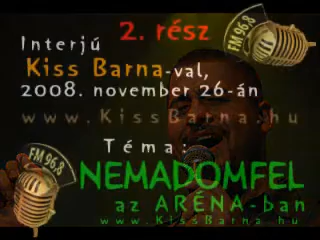 2. rész
Interjú
FM 96,8
Kiss Barna-val,
2008. november 26-án
www.KissBarna.hu
Téma:
FM 96,8
NEMADOMFEL
az ARÉNA-ban
www.KissBarna.hu